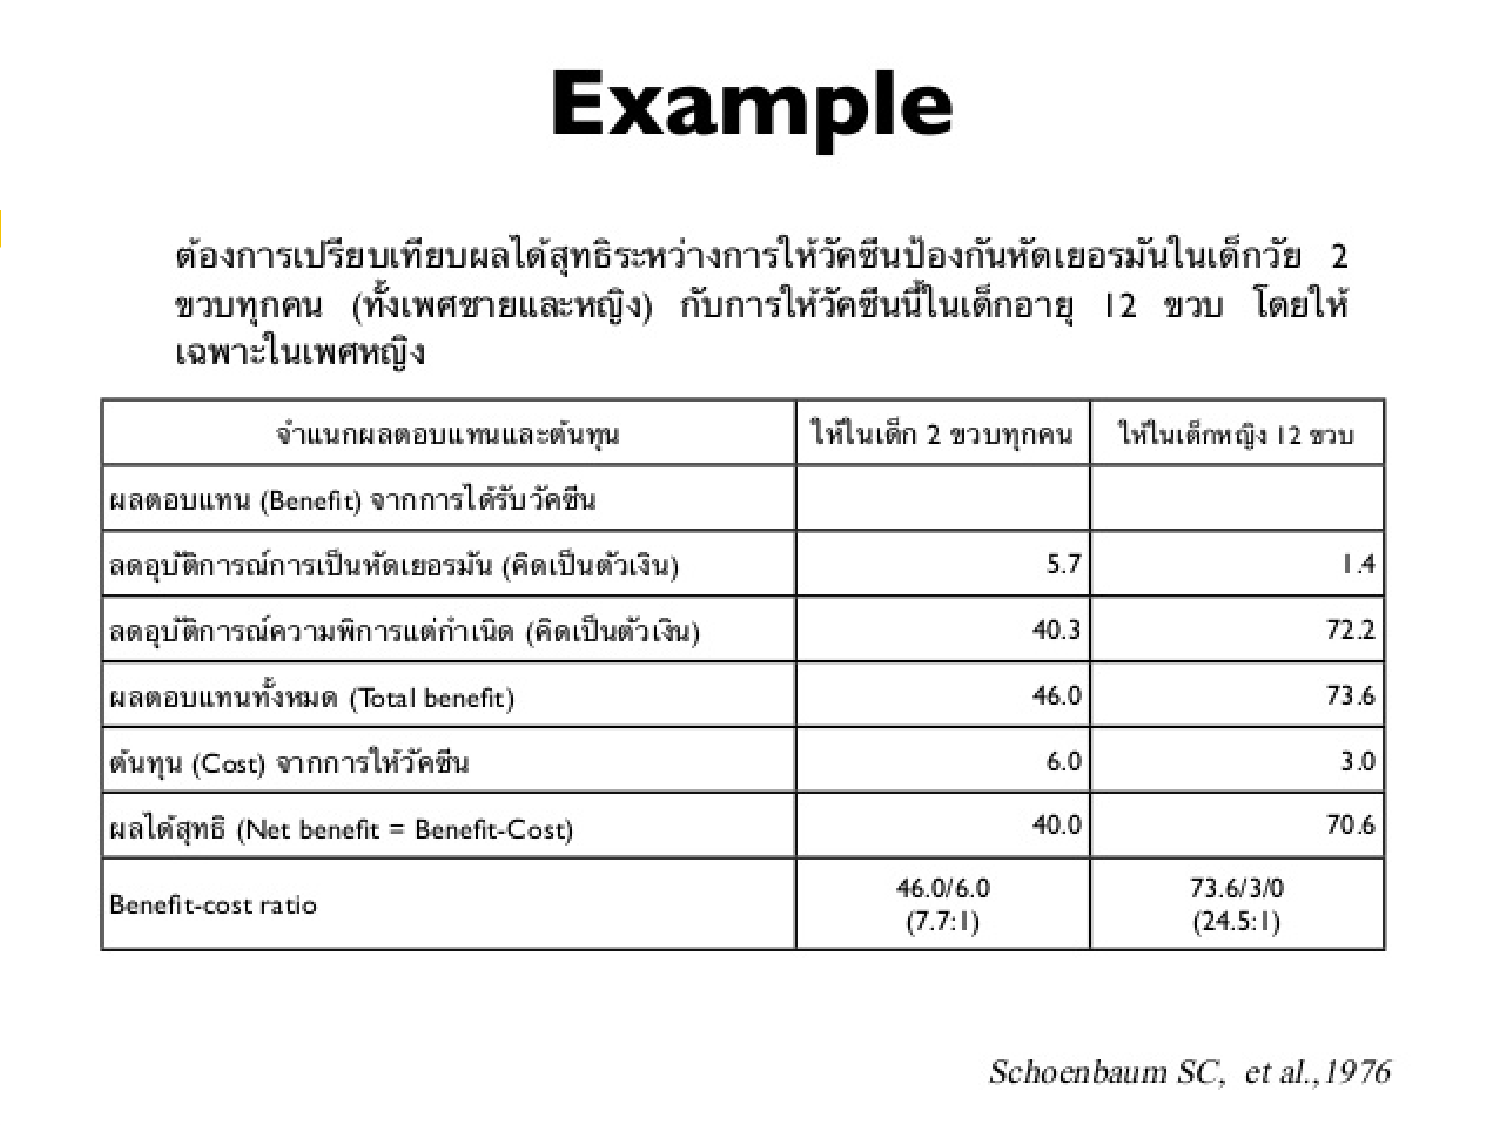 Example
ต้องการเปรียบเทียบผลได้สุทธิระหว่างการให้วัคซีนป้องกันหัดเยอรมันในเด็กวัย 2
ขวบทุกคน (ทั้งเพศชายและหญิง) กับการให้วัคซีนนี้ในเด็กอายุ 12 ขวบ โดยให้
เฉพาะในเพศหญิง
จำแนกผลตอบแทนและต้นทุน ให้ในเด็ก 2 ขวบทุกคน ให้ในเด็กหญิง 12 ขวบ
ผลตอบแทน (Benefit) จากการได้รับวัคซีน
ลดอุบัติการณ์การเป็นหัดเยอรมัน (คิดเป็นตัวเงิน) 5.7 1.4
ลดอุบัติการณ์ความพิการแต่กำเนิด (คิดเป็นตัวเงิน) 40.3 72.2
ผลตอบแทนทั้งหมด (Total benefit) 46.0 73.6
ต้นทุน (Cost) จากการให้วัคซีน 6.0 3.0
ผลได้สุทธิ (Net benefit = Benefit-Cost) 40.0 70.6
Benefit-cost ratio
46.0/6.0
(7.7:1)
73.6/3/0
(24.5:1)
Schoenbaum SC, et al.,1976